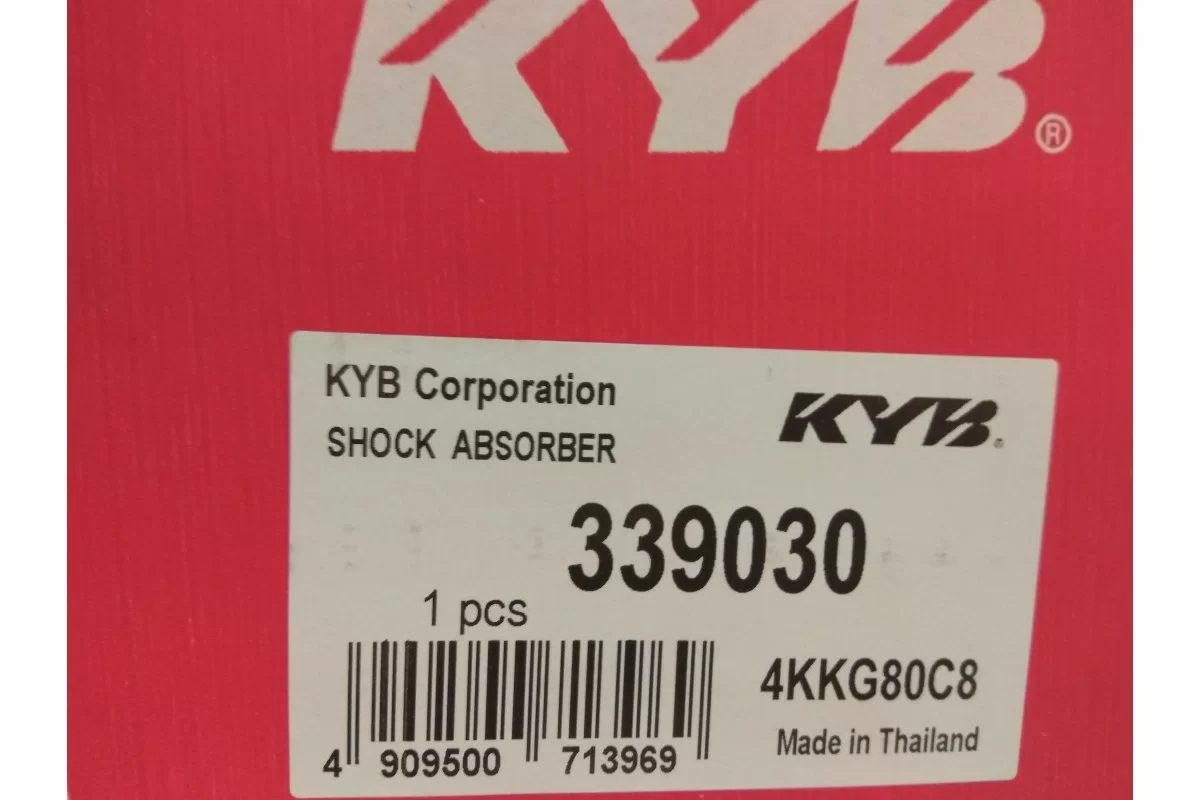 KYB®
KYB Corporation
KYB®
SHOCK ABSORBER
339030
1 pcs
4KKG80C8
Made in Thailand
4 909500 713969